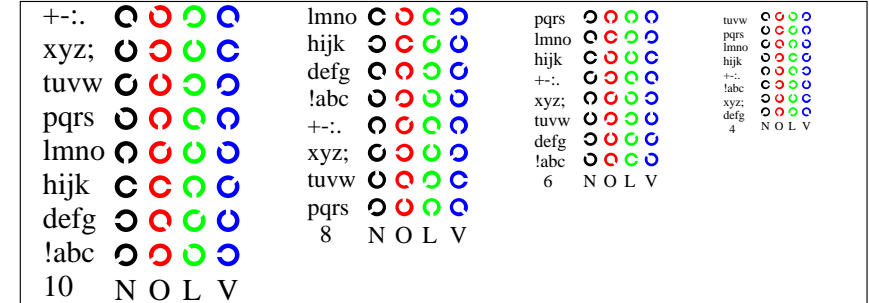 +-:.
xyz;
tuvw
pqrs
lmno
hijk
defg
!abc
10 N O L V
lmno
hijk
defg
!abc
+-:.
xyz;
tuvw
pqrs
8 N O L V
pqrs
lmno
hijk
+-:.
xyz;
tuvw
defg
!abc
6 N O L V
tuvw
pqrs
lmno
hijk
+-:.
!abc
xyz;
defg
4 N O L V